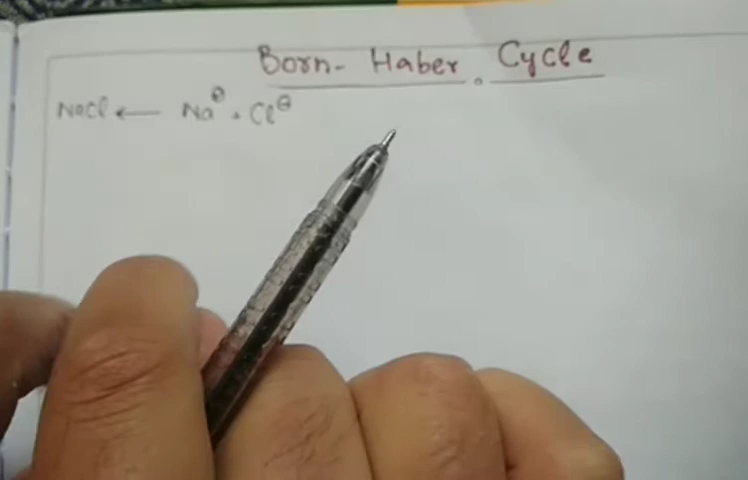 Born- Haber Cycle
NaCl ← Na⊕ + Cl⊖